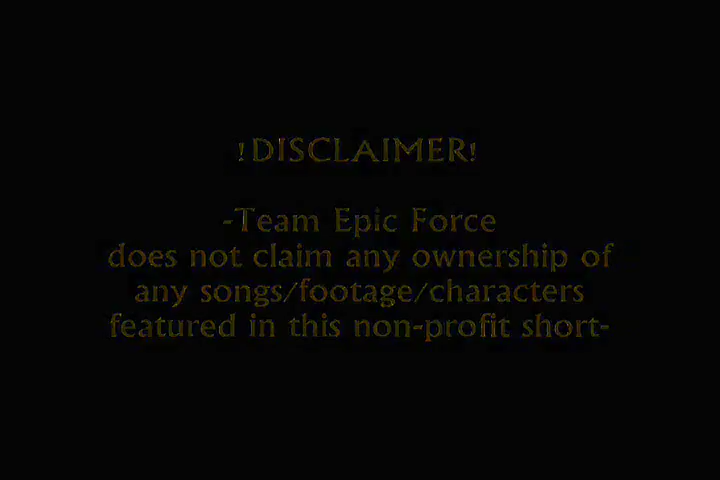 !DISCLAIMER!
-Team Epic Force
does not claim any ownership of
any songs/footage/characters
featured in this non-profit short-